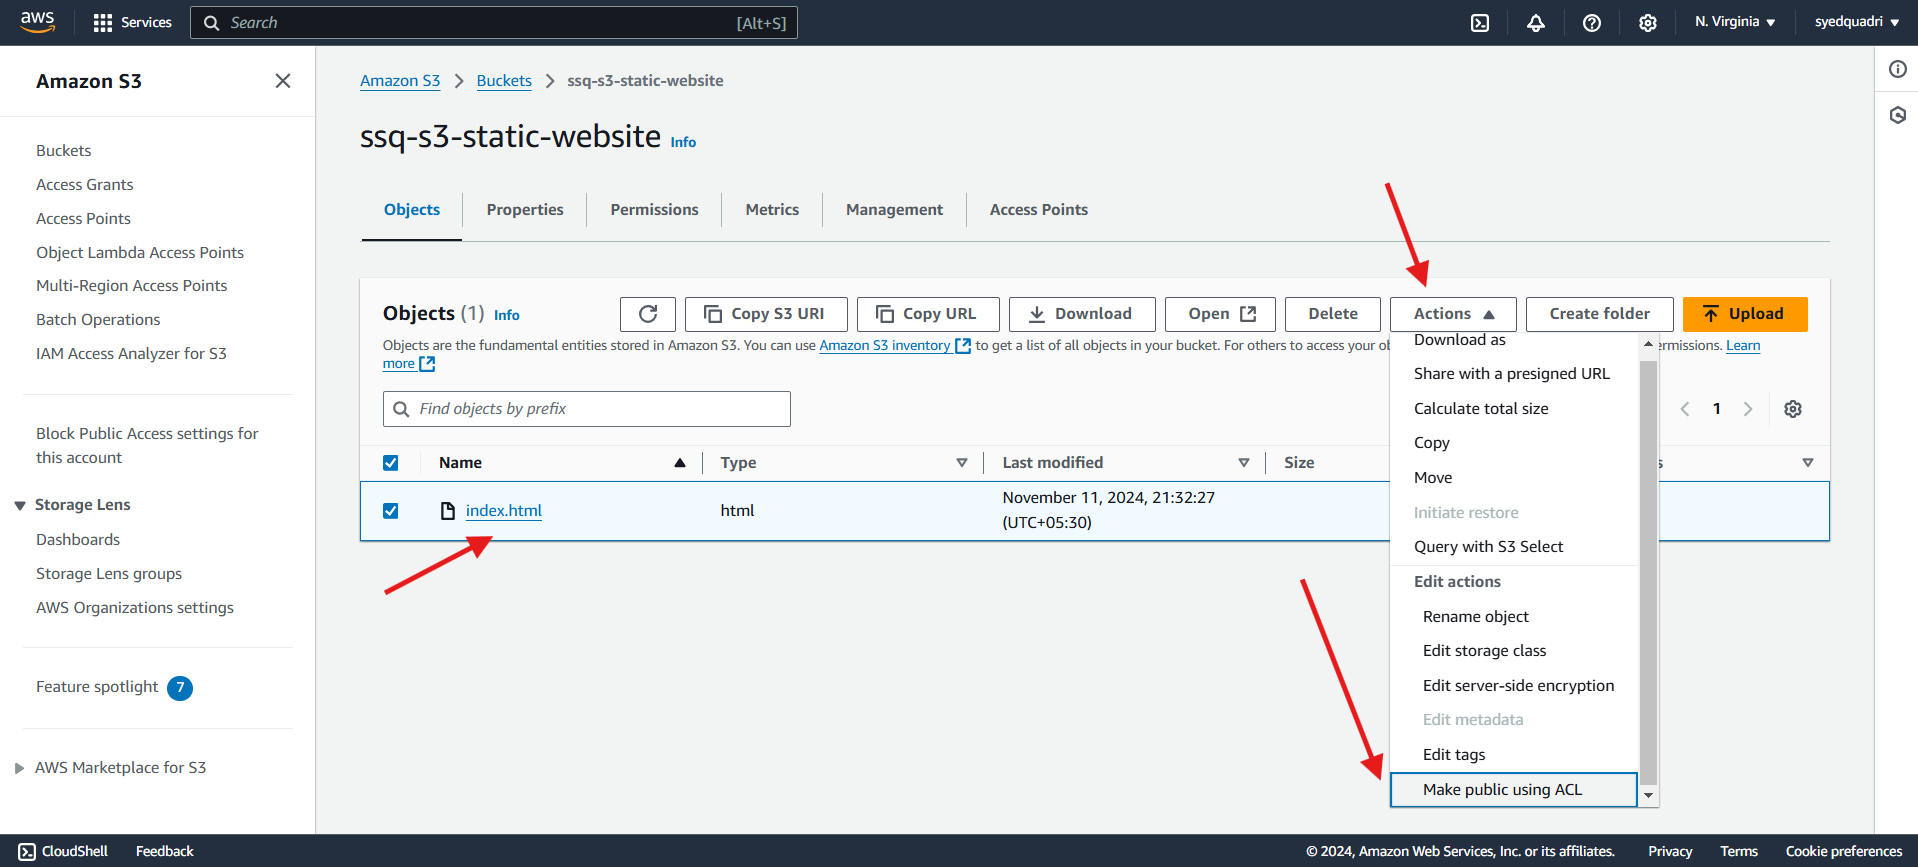 aws
Services
Search
[Alt+S]
N. Virginia
syedquadri
Amazon S3
Buckets
Access Grants
Access Points
Object Lambda Access Points
Multi-Region Access Points
Batch Operations
IAM Access Analyzer for S3
Block Public Access settings for
this account
Storage Lens
Dashboards
Storage Lens groups
AWS Organizations settings
Feature spotlight 7
AWS Marketplace for S3
Amazon S3 > Buckets > ssq-s3-static-website
ssq-s3-static-website Info
Objects
Properties
Permissions
Metrics
Management
Access Points
Objects (1) Info
Copy S3 URI
Copy URL
Download
Open
Delete
Actions
Create folder
Upload
Objects are the fundamental entities stored in Amazon S3. You can use Amazon S3 inventory to get a list of all objects in your bucket. For others to access your ob
ermissions. Learn
more
Find objects by prefix
1
Name
Type
Last modified
Size
s
index.html
html
November 11, 2024, 21:32:27
(UTC+05:30)
Download as
Share with a presigned URL
Calculate total size
Copy
Move
Initiate restore
Query with S3 Select
Edit actions
Rename object
Edit storage class
Edit server-side encryption
Edit metadata
Edit tags
Make public using ACL
CloudShell
Feedback
© 2024, Amazon Web Services, Inc. or its affiliates.
Privacy
Terms
Cookie preferences